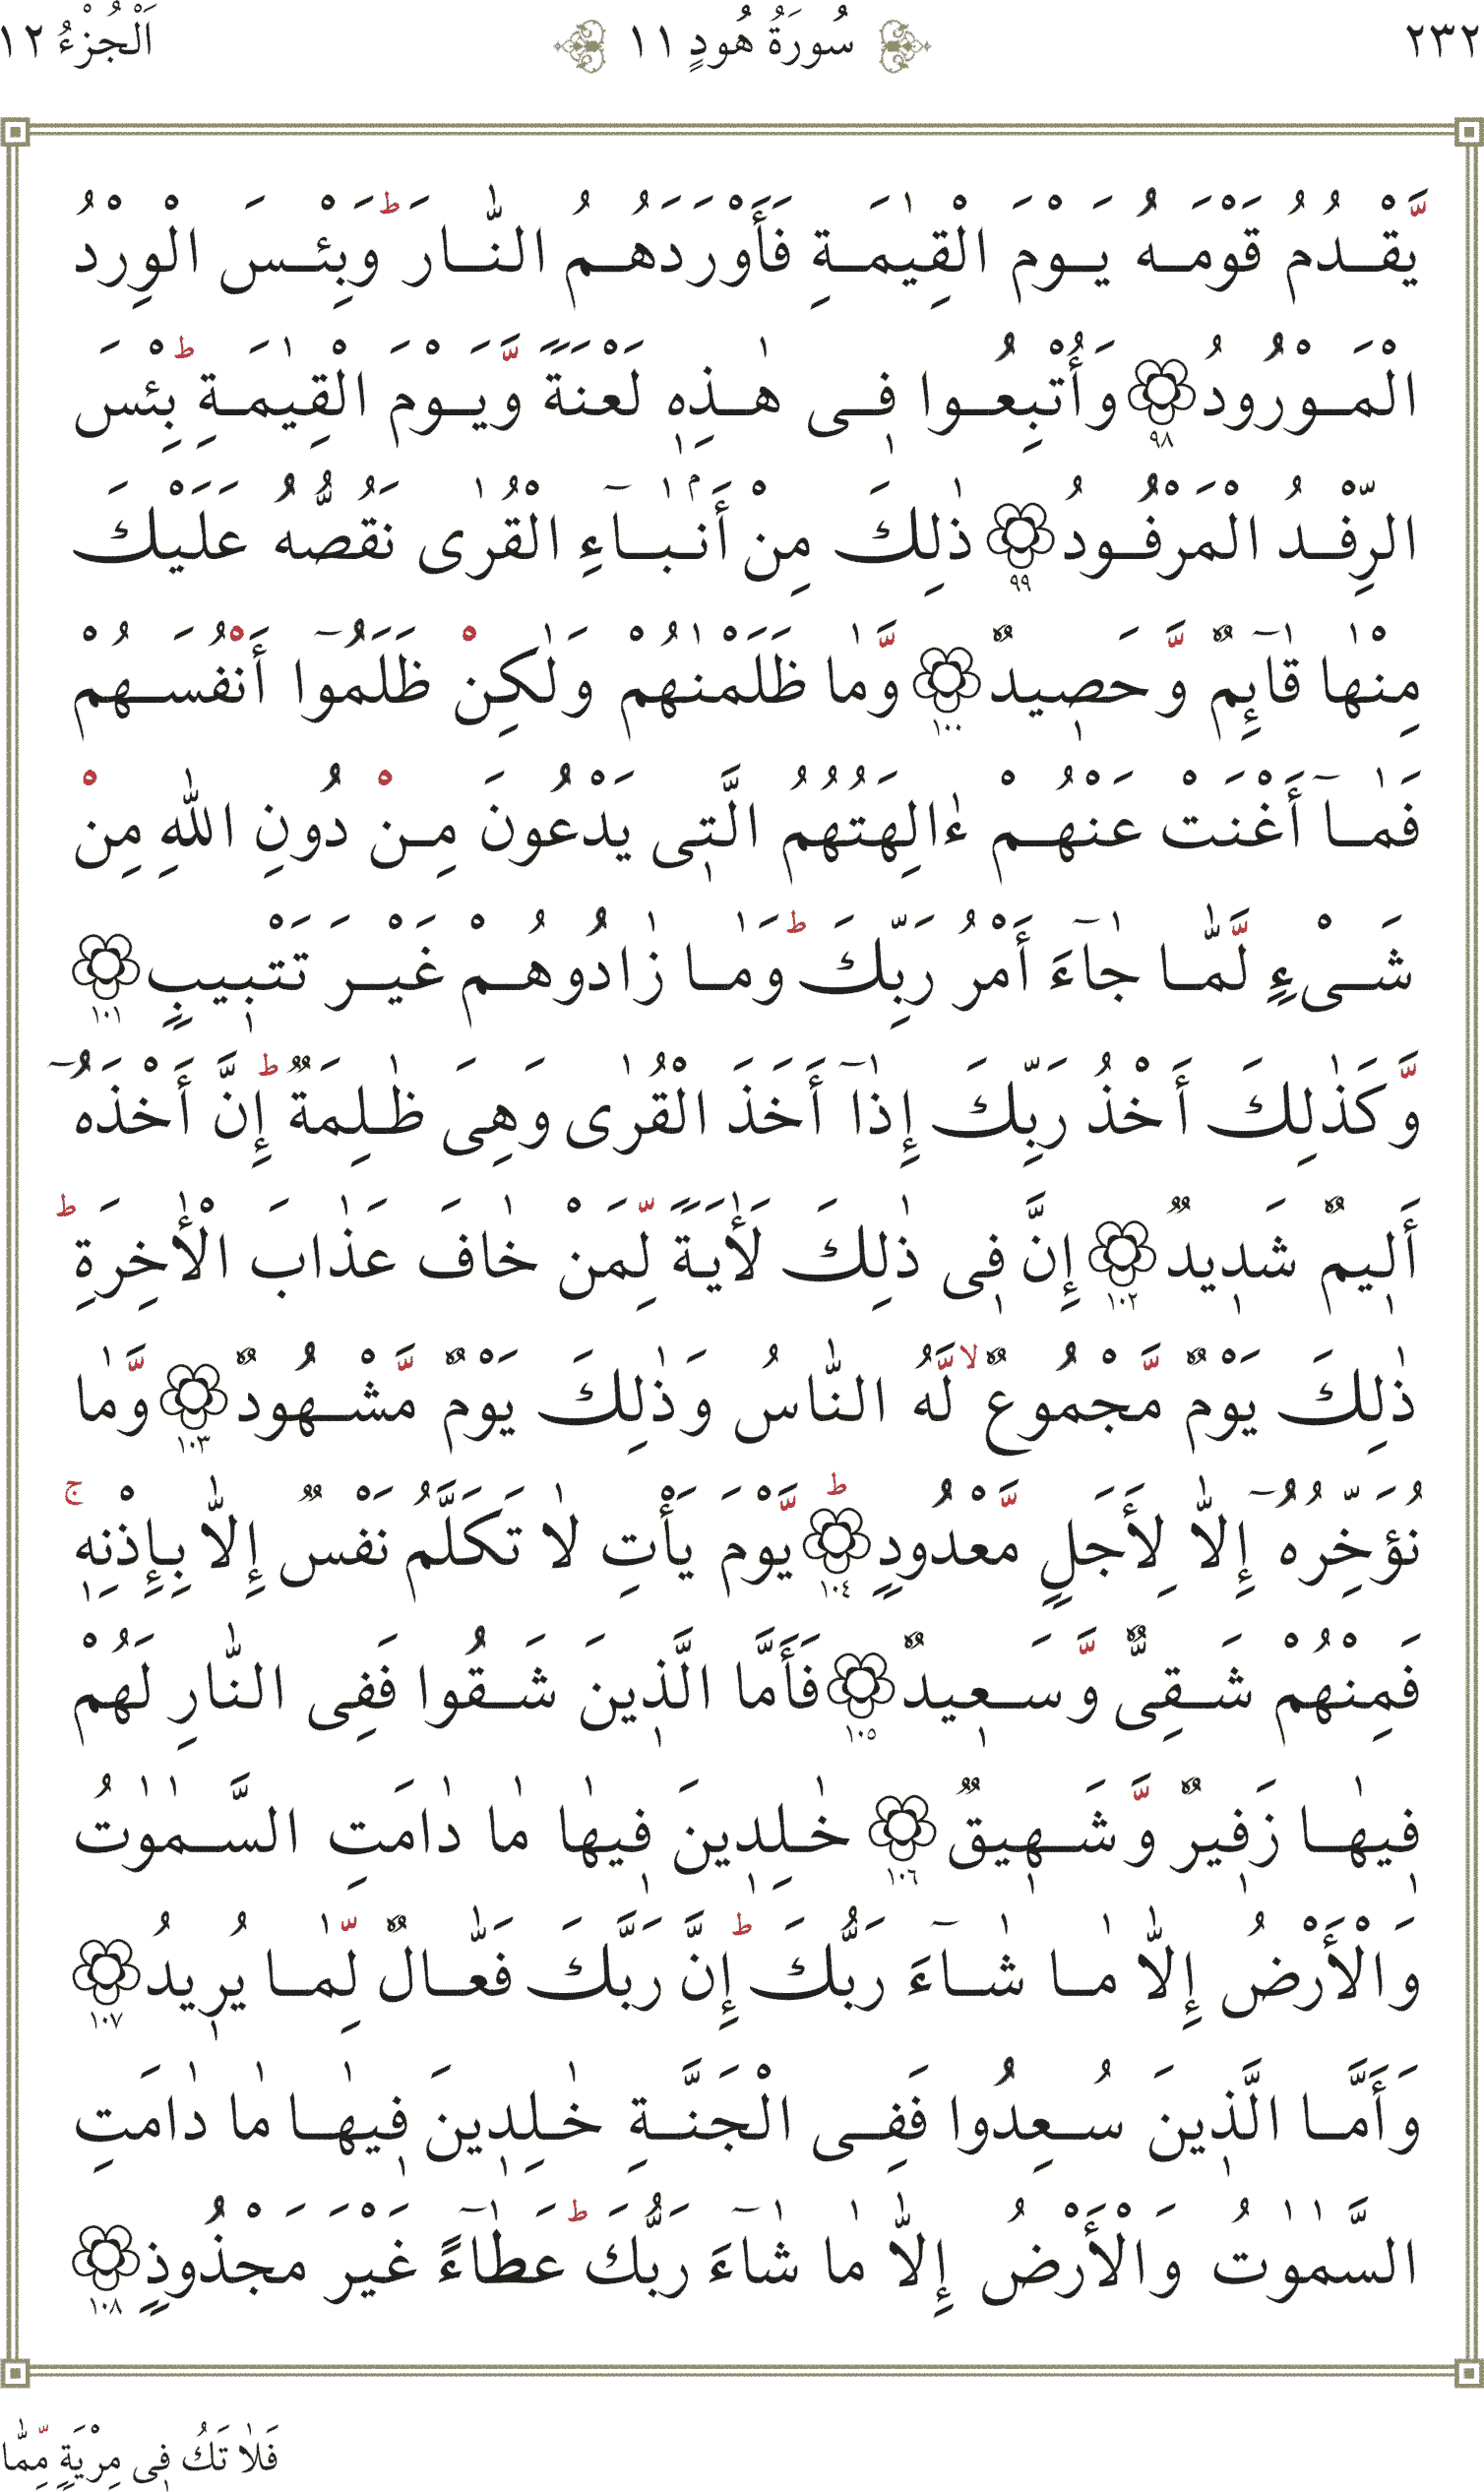 ٢٣٢ سُورَةُ هُودٍ ١١ اَلْجُزْءُ ١٢
يَّقْدُمُ قَوْمَهُ يَوْمَ الْقِيٰمَةِ فَأَوْرَدَهُمُ النّٰارَ ؕ وَبِئْسَ الْوِرْدُ
الْمَوْرُودُ ﴿٩٨﴾ وَأُتْبِعُوا فِى هٰذِهِ لَعْنَةً وَّيَوْمَ الْقِيٰمَةِ ؕ بِئْسَ
الرِّفْدُ الْمَرْفُودُ ﴿٩٩﴾ ذٰلِكَ مِنْ أَنۢبٰآءِ الْقُرٰى نَقُصُّهُ عَلَيْكَ
مِنْهٰا قٰآئِمٌ وَّحَصِيدٌ ﴿١٠٠﴾ وَّمٰا ظَلَمْنٰهُمْ وَلٰكِنْ ظَلَمُوٓا أَنْفُسَهُمْ
فَمٰآ أَغْنَتْ عَنْهُمْ ءٰالِهَتُهُمُ الَّتِى يَدْعُونَ مِنْ دُونِ اللّٰهِ مِنْ
شَىْءٍ لَّمّٰا جٰآءَ أَمْرُ رَبِّكَ ؕ وَمٰا زٰادُوهُمْ غَيْرَ تَتْبِيبٍ ﴿١٠١﴾
وَّكَذٰلِكَ أَخْذُ رَبِّكَ إِذٰآ أَخَذَ الْقُرٰى وَهِىَ ظٰلِمَةٌ ؕ إِنَّ أَخْذَهُٓ
أَلِيمٌ شَدِيدٌ ﴿١٠٢﴾ إِنَّ فِى ذٰلِكَ لَأٰيَةً لِّمَنْ خٰافَ عَذٰابَ الْأٰخِرَةِ ؕ
ذٰلِكَ يَوْمٌ مَّجْمُوعٌ ۙ لَّهُ النّٰاسُ وَذٰلِكَ يَوْمٌ مَّشْهُودٌ ﴿١٠٣﴾ وَّمٰا
نُؤَخِّرُهُٓ إِلّٰا لِأَجَلٍ مَّعْدُودٍ ؕ ﴿١٠٤﴾ يَّوْمَ يَأْتِ لٰا تَكَلَّمُ نَفْسٌ إِلّٰا بِإِذْنِهِ ۚ
فَمِنْهُمْ شَقِىٌّ وَّسَعِيدٌ ﴿١٠٥﴾ فَأَمَّا الَّذِينَ شَقُوا فَفِى النّٰارِ لَهُمْ
فِيهٰا زَفِيرٌ وَّشَهِيقٌ ﴿١٠٦﴾ خٰلِدِينَ فِيهٰا مٰا دٰامَتِ السَّمٰوٰتُ
وَالْأَرْضُ إِلّٰا مٰا شٰآءَ رَبُّكَ ؕ إِنَّ رَبَّكَ فَعّٰالٌ لِّمٰا يُرِيدُ ﴿١٠٧﴾
وَأَمَّا الَّذِينَ سُعِدُوا فَفِى الْجَنَّةِ خٰلِدِينَ فِيهٰا مٰا دٰامَتِ
السَّمٰوٰتُ وَالْأَرْضُ إِلّٰا مٰا شٰآءَ رَبُّكَ ؕ عَطٰآءً غَيْرَ مَجْذُوذٍ ﴿١٠٨﴾
فَلٰا تَكُ فِى مِرْيَةٍ مِّمّٰا